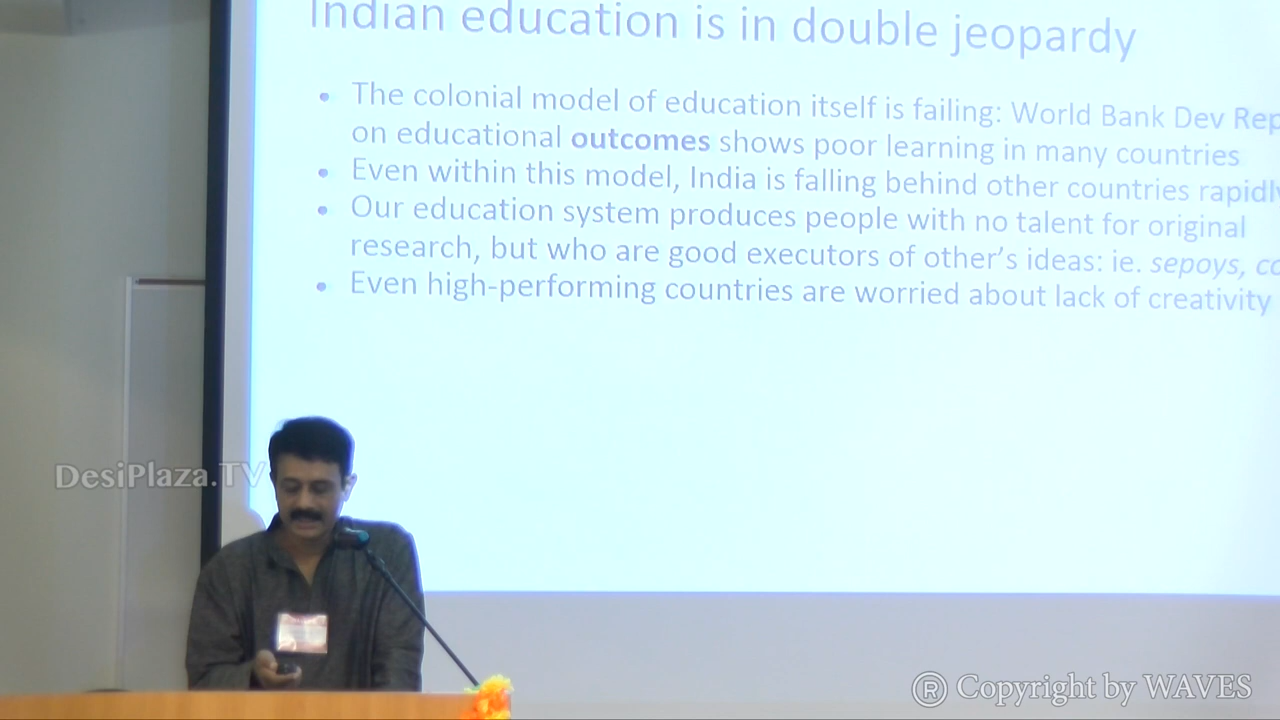 Indian education is in double jeopardy
• The colonial model of education itself is failing: World Bank Dev Rep
on educational outcomes shows poor learning in many countries
• Even within this model, India is falling behind other countries rapidly
• Our education system produces people with no talent for original
research, but who are good executors of other's ideas: ie. sepoys,
• Even high-performing countries are worried about lack of creativity
DesiPlaza.TV
® Copyright by WAVES